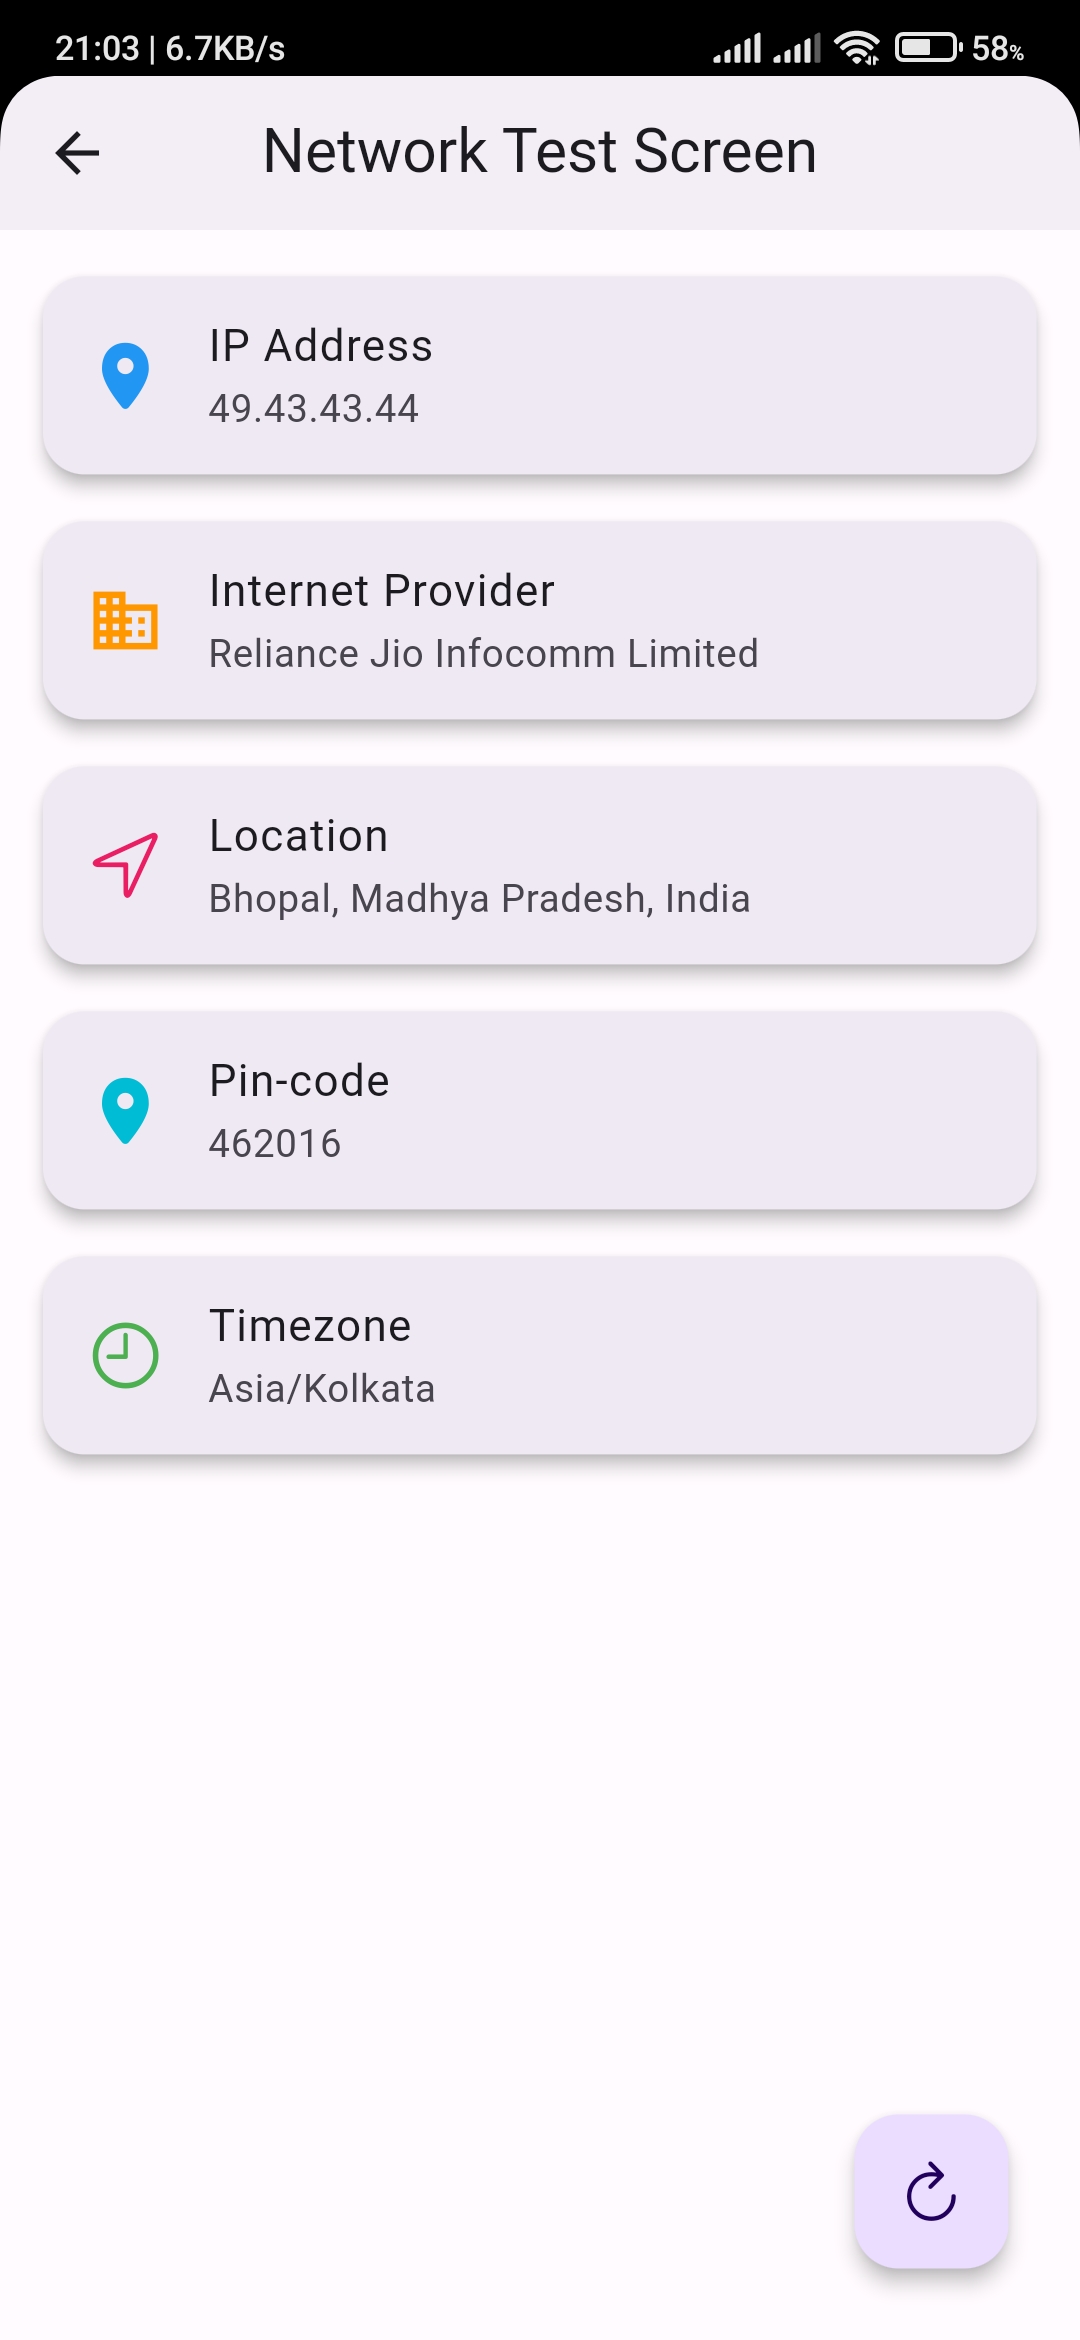 21:03 | 6.7KB/s 58%
Network Test Screen
IP Address
49.43.43.44
Internet Provider
Reliance Jio Infocomm Limited
Location
Bhopal, Madhya Pradesh, India
Pin-code
462016
Timezone
Asia/Kolkata